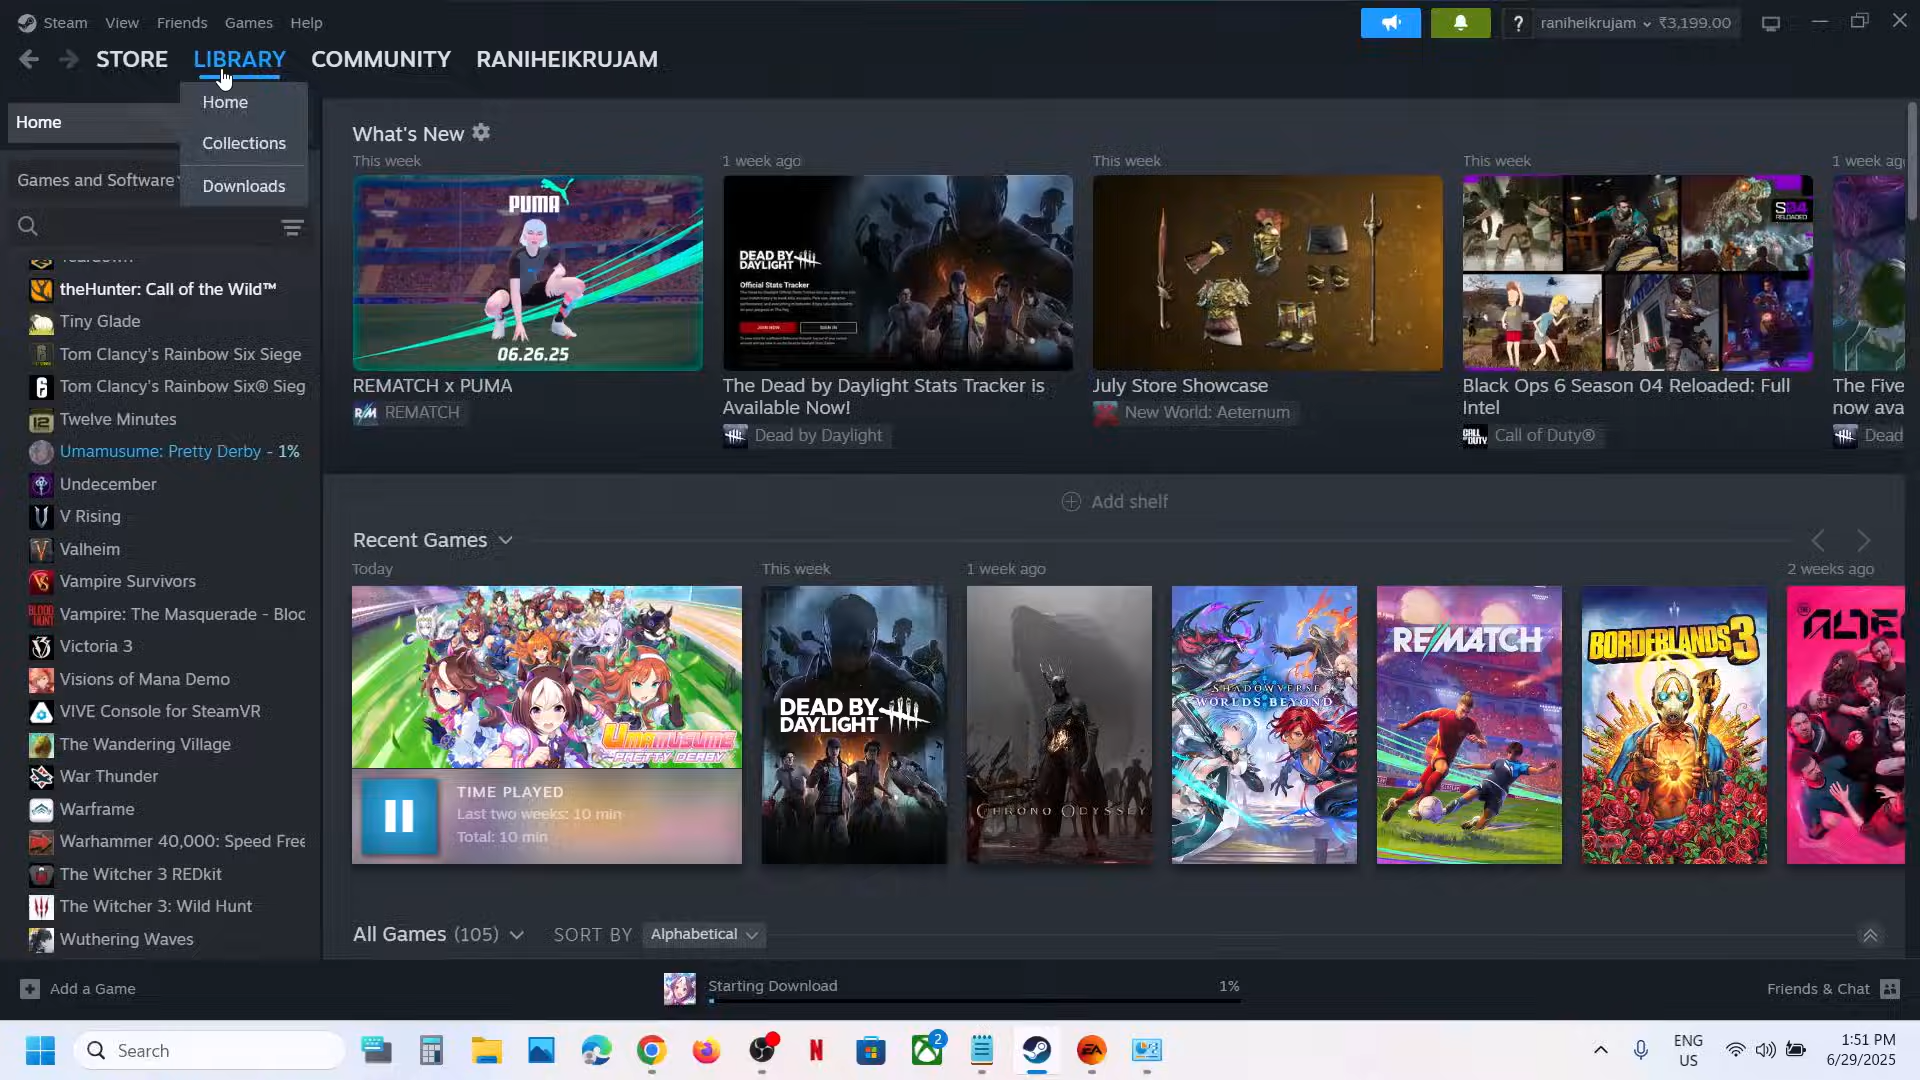 Steam View Friends Games Help
raniheikrujam ₹3,199.00
STORE LIBRARY COMMUNITY RANIHEIKRUJAM
Home
Collections
Downloads
Home
Games and Software
theHunter: Call of the Wild™
Tiny Glade
Tom Clancy's Rainbow Six Siege
Tom Clancy's Rainbow Six® Sieg
Twelve Minutes
Umamusume: Pretty Derby - 1%
Undecember
V Rising
Valheim
Vampire Survivors
Vampire: The Masquerade - Bloo
Victoria 3
Visions of Mana Demo
VIVE Console for SteamVR
The Wandering Village
War Thunder
Warframe
Warhammer 40,000: Speed Free
The Witcher 3 REDkit
The Witcher 3: Wild Hunt
Wuthering Waves
What's New
This week
1 week ago
This week
This week
1 week ago
PUMA
06.26.25
DEAD BY DAYLIGHT
Official Stats Tracker
S04 RELOADED
REMATCH x PUMA
REMATCH
The Dead by Daylight Stats Tracker is
Available Now!
Dead by Daylight
July Store Showcase
New World: Aeternum
Black Ops 6 Season 04 Reloaded: Full
Intel
Call of Duty®
The Five
now ava
Dead
Add shelf
Recent Games
Today
This week
1 week ago
2 weeks ago
UMAMUSUME
PRETTY DERBY
TIME PLAYED
Last two weeks: 10 min
Total: 10 min
DEAD BY
DAYLIGHT
CHRONO ODYSSEY
SHADOWVERSE
WORLDS BEYOND
REMATCH
BORDERLANDS 3
THE
ALTE
All Games (105) SORT BY Alphabetical
Add a Game
Starting Download 1%
Friends & Chat
Search
2
ENG
US
1:51 PM
6/29/2025